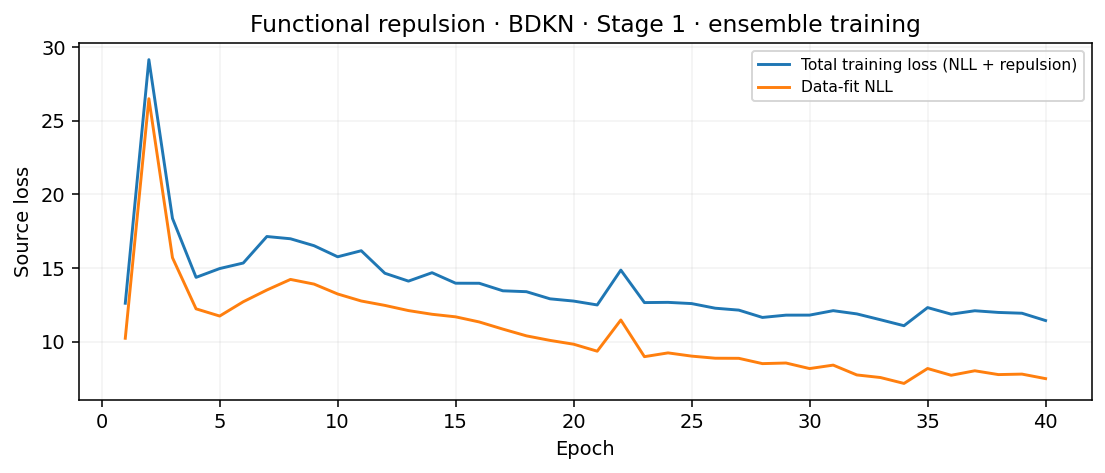 Functional repulsion · BDKN · Stage 1 · ensemble training
Total training loss (NLL + repulsion)
Data-fit NLL
Source loss
30
25
20
15
10
0 5 10 15 20 25 30 35 40
Epoch